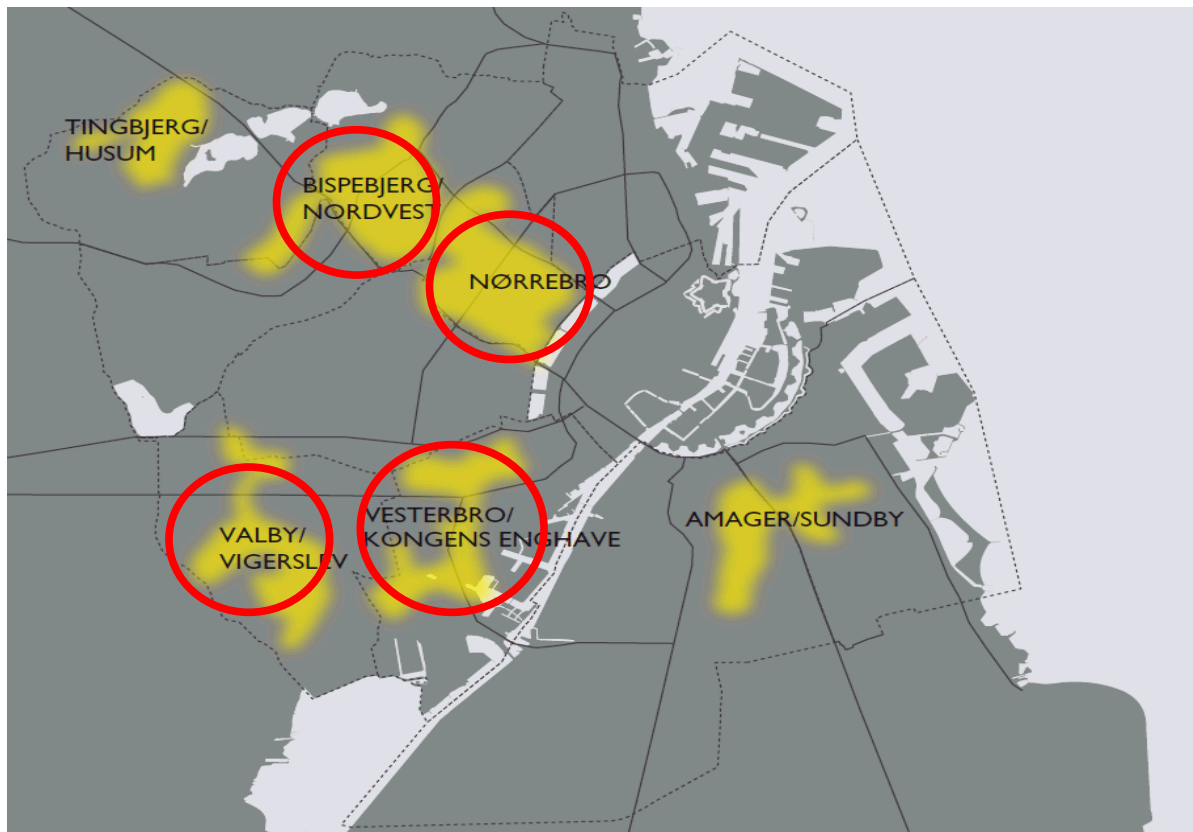 TINGBJERG/
HUSUM
BISPEBJERG/
NORDVEST
NØRREBRO
VALBY/
VIGERSLEV
VESTERBRO/
KONGENS ENGHAVE
AMAGER/SUNDBY